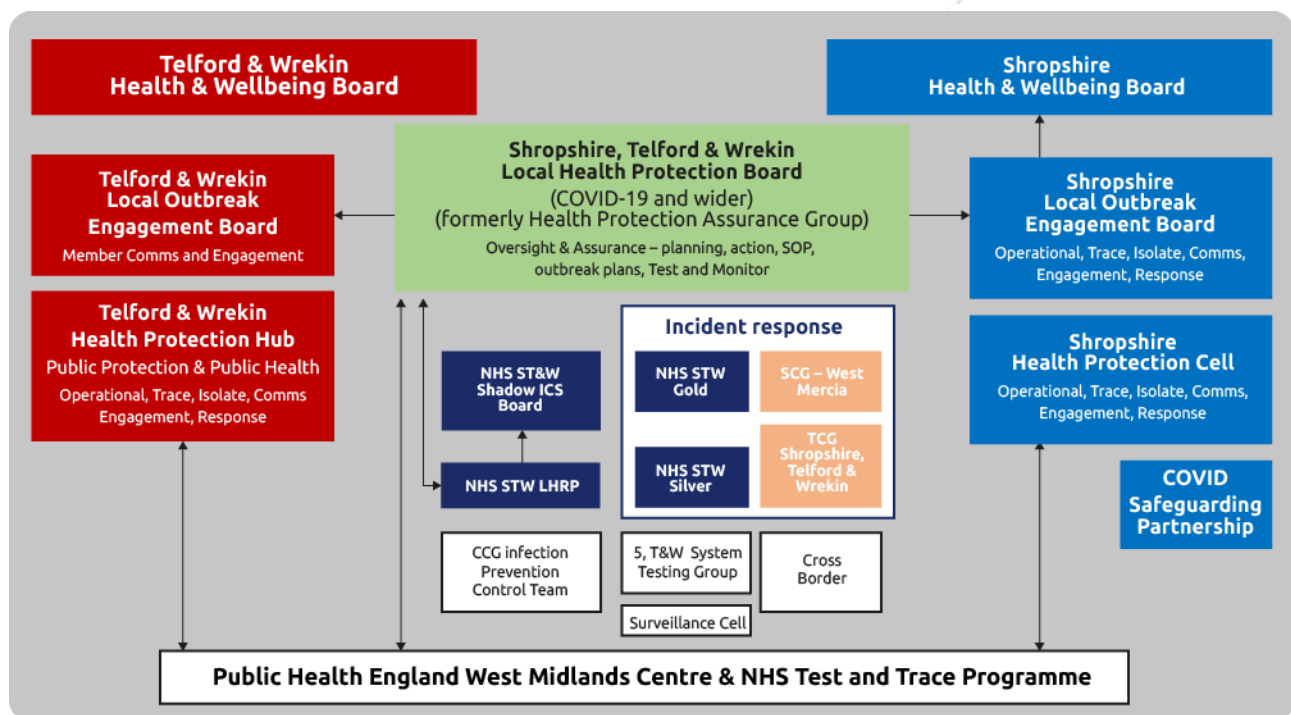 Telford & Wrekin
Health & Wellbeing Board
Shropshire
Health & Wellbeing Board
Shropshire, Telford & Wrekin
Local Health Protection Board
(COVID-19 and wider)
(formerly Health Protection Assurance Group)
Oversight & Assurance – planning, action, SOP,
outbreak plans, Test and Monitor
Telford & Wrekin
Local Outbreak
Engagement Board
Member Comms and Engagement
Shropshire
Local Outbreak
Engagement Board
Operational, Trace, Isolate, Comms,
Engagement, Response
Telford & Wrekin
Health Protection Hub
Public Protection & Public Health
Operational, Trace, Isolate, Comms
Engagement, Response
Incident response
NHS ST&W
Shadow ICS
Board
NHS STW
Gold
SCG – West
Mercia
Shropshire
Health Protection Cell
Operational, Trace, Isolate, Comms,
Engagement, Response
NHS STW LHRP
NHS STW
Silver
TCG
Shropshire,
Telford &
Wrekin
COVID
Safeguarding
Partnership
CCG infection
Prevention
Control Team
5, T&W System
Testing Group
Cross
Border
Surveillance Cell
Public Health England West Midlands Centre & NHS Test and Trace Programme